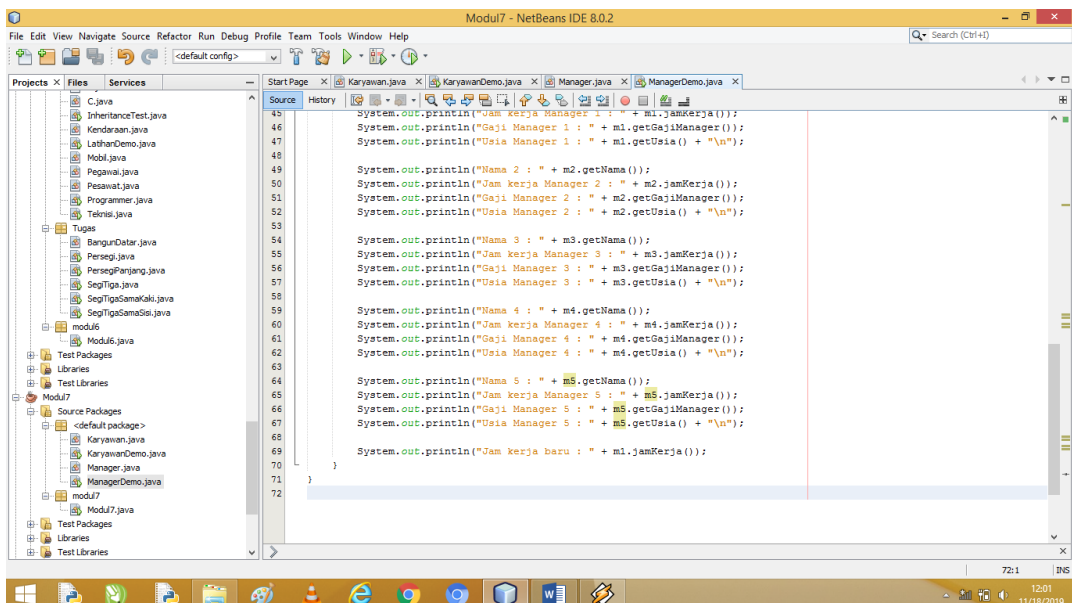 Modul7 - NetBeans IDE 8.0.2
File Edit View Navigate Source Refactor Run Debug Profile Team Tools Window Help
Search (Ctrl+I)
<default config>
Projects Files Services
Start Page Karyawan.java KaryawanDemo.java Manager.java ManagerDemo.java
Source History
C.java
InheritanceTest.java
Kendaraan.java
LathanDemo.java
Mobil.java
Pegawai.java
Pesawat.java
Programmer.java
Teknisi.java
Tugas
BangunDatar.java
Persegi.java
PersegiPanjang.java
SegiTiga.java
SegiTigaSamaKaki.java
SegiTigaSamaSisi.java
modul6
Modul6.java
Test Packages
Libraries
Test Libraries
Modul7
Source Packages
<default package>
Karyawan.java
KaryawanDemo.java
Manager.java
ManagerDemo.java
modul7
Modul7.java
Test Packages
Libraries
Test Libraries
45 System.out.println("Jam kerja Manager 1 : " + m1.jamKerja());
46 System.out.println("Gaji Manager 1 : " + m1.getGajiManager());
47 System.out.println("Usia Manager 1 : " + m1.getUsia() + "\n");
48
49 System.out.println("Nama 2 : " + m2.getNama());
50 System.out.println("Jam kerja Manager 2 : " + m2.jamKerja());
51 System.out.println("Gaji Manager 2 : " + m2.getGajiManager());
52 System.out.println("Usia Manager 2 : " + m2.getUsia() + "\n");
53
54 System.out.println("Nama 3 : " + m3.getNama());
55 System.out.println("Jam kerja Manager 3 : " + m3.jamKerja());
56 System.out.println("Gaji Manager 3 : " + m3.getGajiManager());
57 System.out.println("Usia Manager 3 : " + m3.getUsia() + "\n");
58
59 System.out.println("Nama 4 : " + m4.getNama());
60 System.out.println("Jam kerja Manager 4 : " + m4.jamKerja());
61 System.out.println("Gaji Manager 4 : " + m4.getGajiManager());
62 System.out.println("Usia Manager 4 : " + m4.getUsia() + "\n");
63
64 System.out.println("Nama 5 : " + m5.getNama());
65 System.out.println("Jam kerja Manager 5 : " + m5.jamKerja());
66 System.out.println("Gaji Manager 5 : " + m5.getGajiManager());
67 System.out.println("Usia Manager 5 : " + m5.getUsia() + "\n");
68
69 System.out.println("Jam kerja baru : " + m1.jamKerja());
70 }
71 }
72
72:1 INS
12:01
11/18/2019